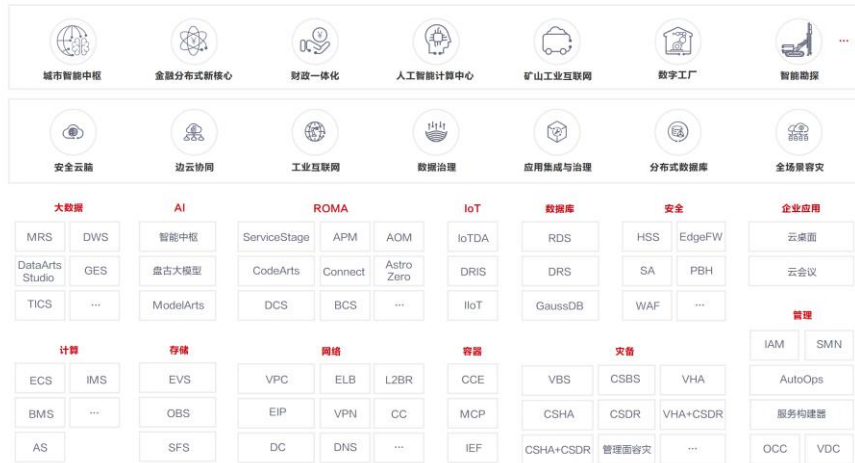 城市智能中枢 金融分布式新核心 财政一体化 人工智能计算中心 矿山工业互联网 数字工厂 智能勘探 ...
安全云脑 边云协同 工业互联网 数据治理 应用集成与治理 分布式数据库 全场景容灾
大数据 AI ROMA IoT 数据库 安全 企业应用
MRS DWS 智能中枢 ServiceStage APM AOM IoTDA RDS HSS EdgeFW 云桌面
DataArts Studio GES 盘古大模型 CodeArts Connect Astro Zero DRIS DRS SA PBH 云会议
TICS ... ModelArts DCS BCS ... IIoT GaussDB WAF ...
管理
计算 存储 网络 容器 灾备
IAM SMN
ECS IMS EVS VPC ELB L2BR CCE VBS CSBS VHA AutoOps
BMS ... OBS EIP VPN CC MCP CSHA CSDR VHA+CSDR 服务构建器
AS SFS DC DNS ... IEF CSHA+CSDR 管理面容灾 ... OCC VDC